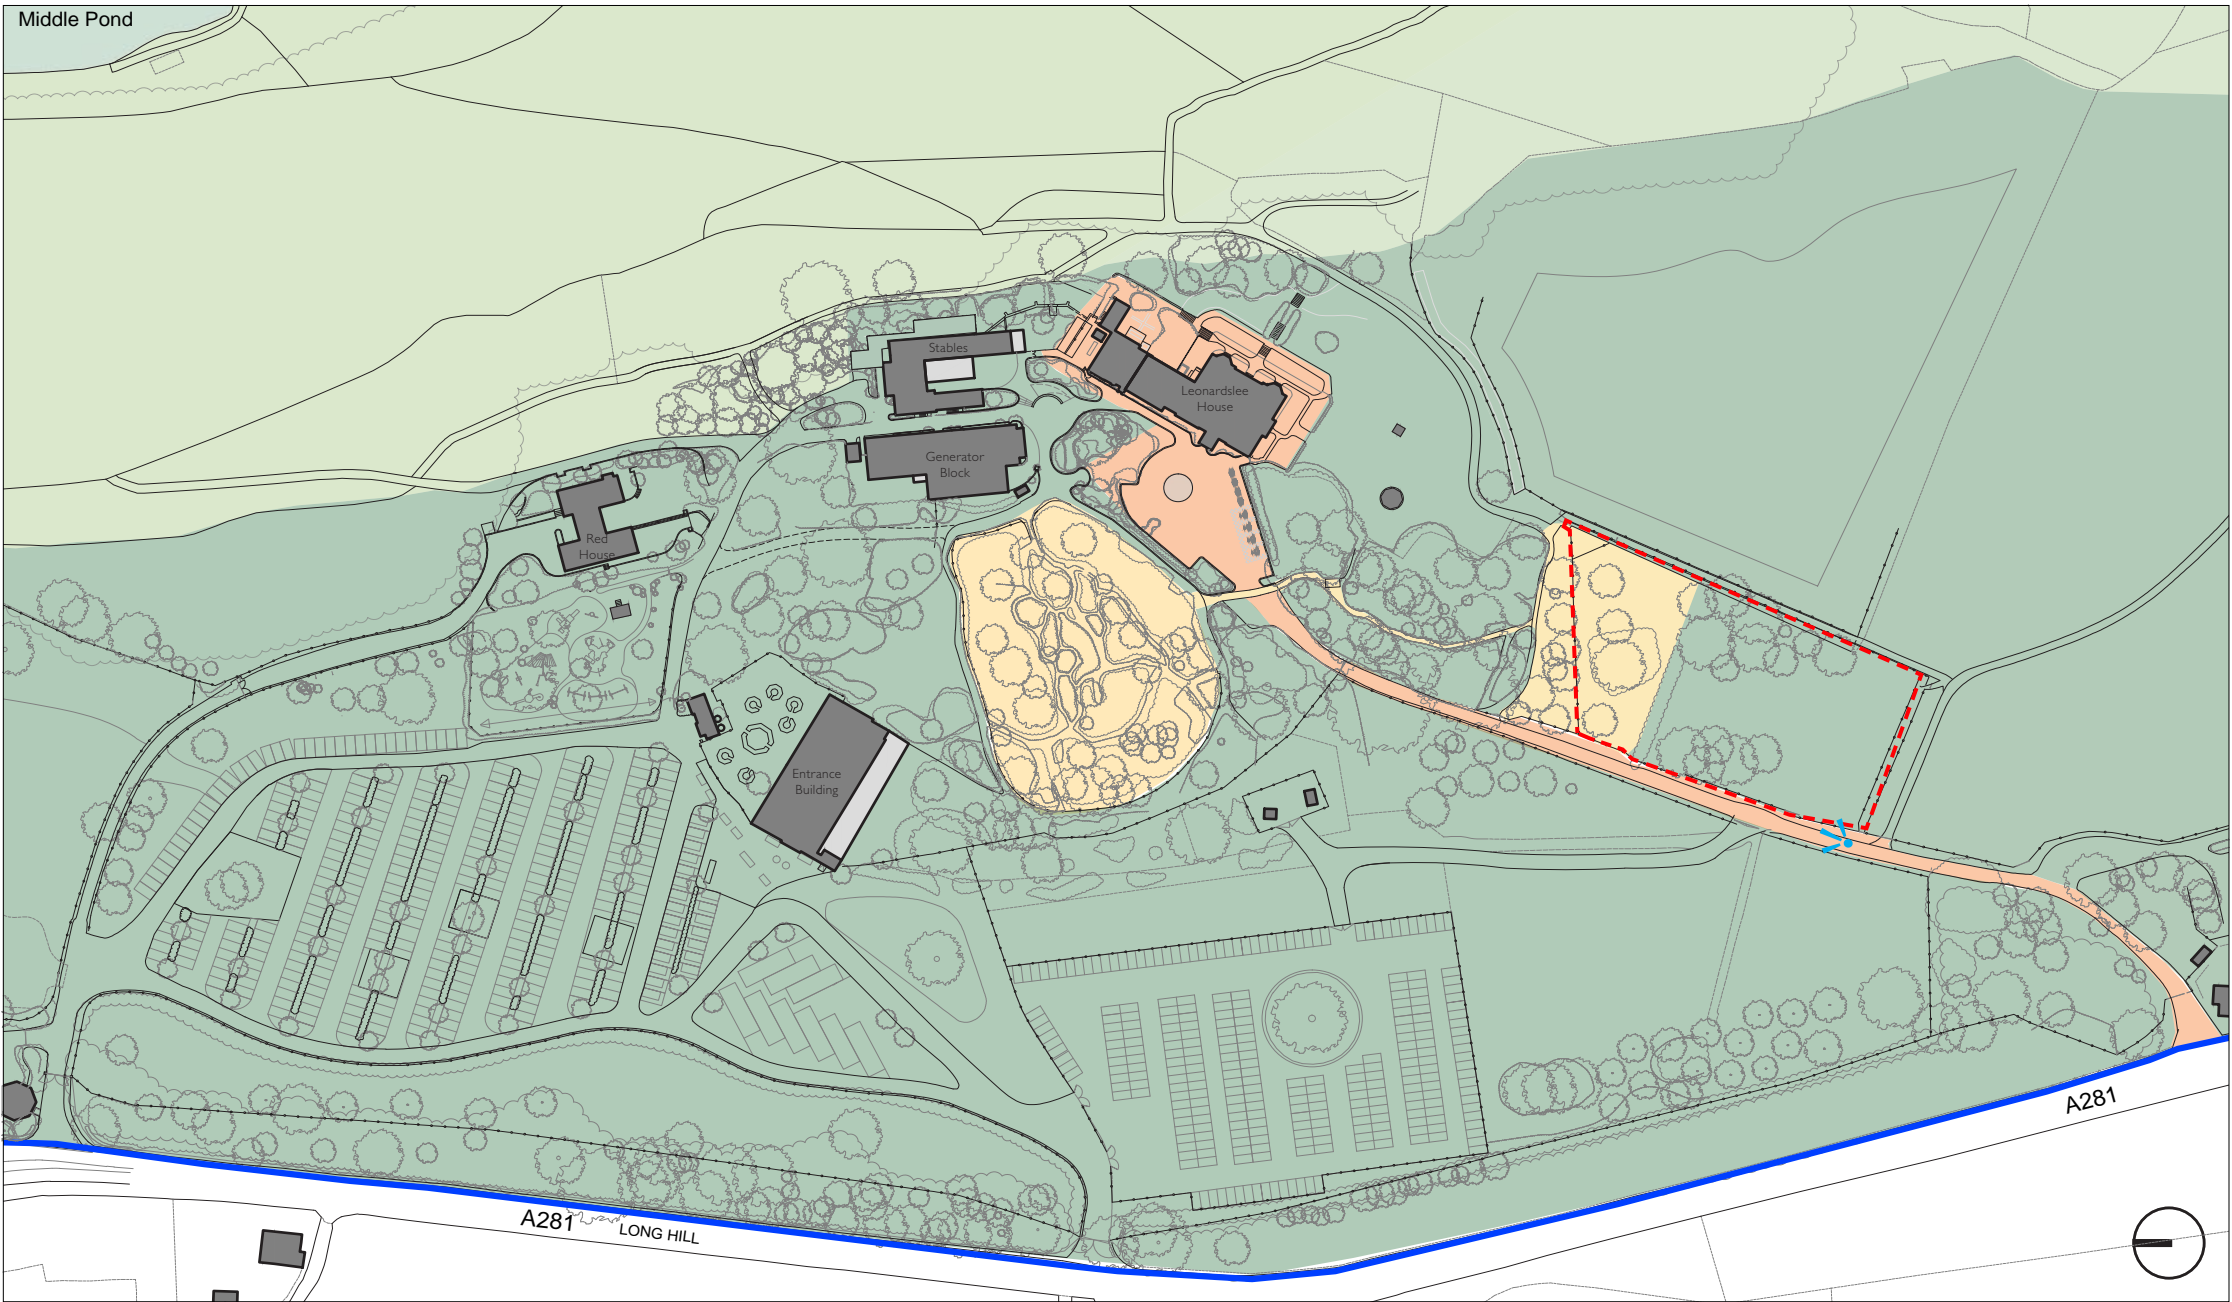 Middle Pond
Stables
Leonardslee
House
Generator
Block
Red
House
Entrance
Building
A281
A281
LONG HILL